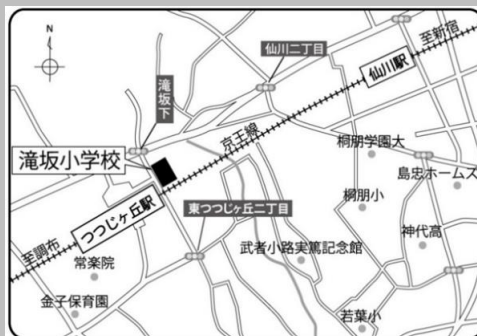 N
仙川二丁目
至新宿
仙川駅
滝坂下
京王線
桐朋学園大
島忠ホームズ
滝坂小学校
桐朋小
つつじヶ丘駅
東つつじヶ丘二丁目
神代高
至調布
常楽院
武者小路実篤記念館
金子保育園
若葉小